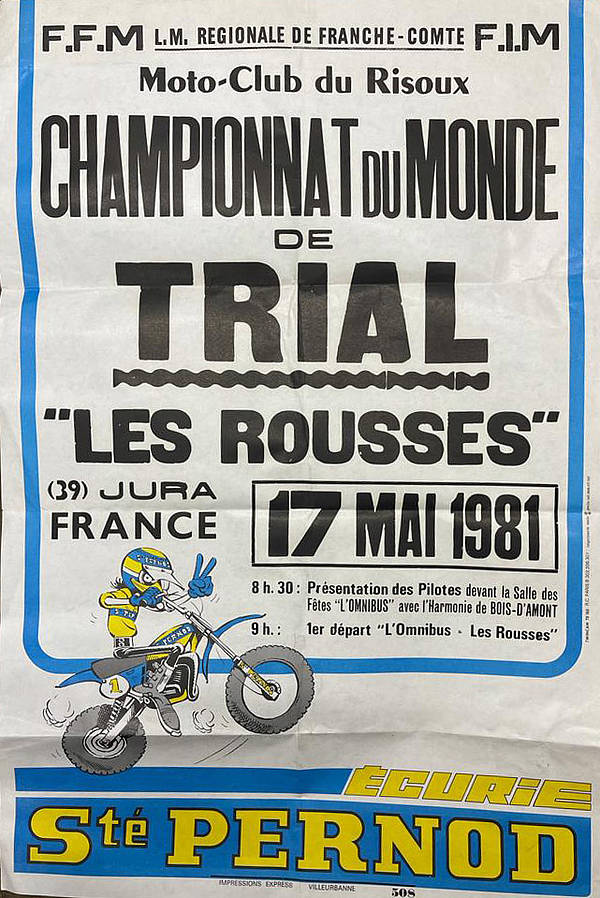 F.F.M L.M. REGIONALE DE FRANCHE-COMTE F.I.M
Moto-Club du Risoux
CHAMPIONNAT DU MONDE
DE
TRIAL
"LES ROUSSES"
(39) JURA
FRANCE
17 MAI 1981
8 h. 30 : Présentation des Pilotes devant la Salle des
Fêtes "L'OMNIBUS" avec l'Harmonie de BOIS-D'AMONT
9 h. : 1er départ "L'Omnibus - Les Rousses"
PERNOD
1
ÉCURIE
Sté PERNOD
IMPRESSIONS EXPRESS VILLEURBANNE
508